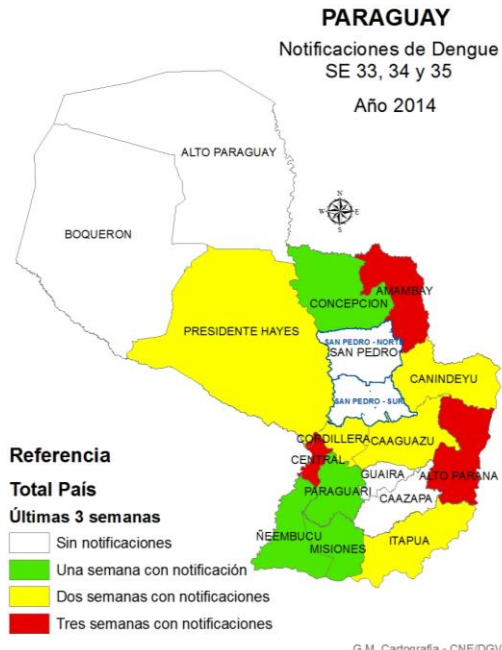 PARAGUAY
Notificaciones de Dengue
SE 33, 34 y 35
Año 2014
ALTO PARAGUAY
N
W E
S
BOQUERON
CONCEPCION
AMAMBAY
PRESIDENTE HAYES
SAN PEDRO - NORTE
SAN PEDRO
CANINDEYU
SAN PEDRO - SUR
CORDILLERA
CAAGUAZU
CENTRAL
GUAIRA
ALTO PARANA
PARAGUARI
CAAZAPA
ÑEEMBUCU
MISIONES
ITAPUA
Referencia
Total País
Últimas 3 semanas
Sin notificaciones
Una semana con notificación
Dos semanas con notificaciones
Tres semanas con notificaciones
G.M. Cartografía - CNE/DGV